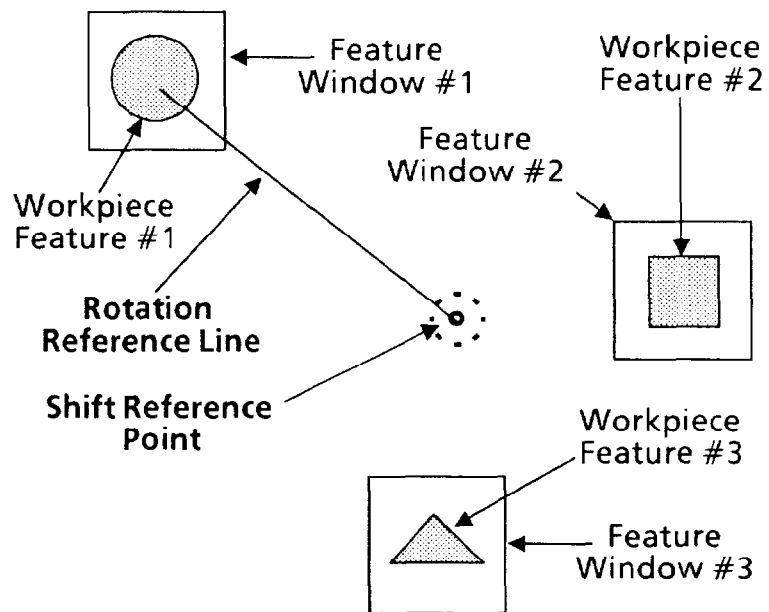 Feature
Window #1
Workpiece
Feature #2
Feature
Window #2
Workpiece
Feature #1
Rotation
Reference Line
Shift Reference
Point
Workpiece
Feature #3
Feature
Window #3